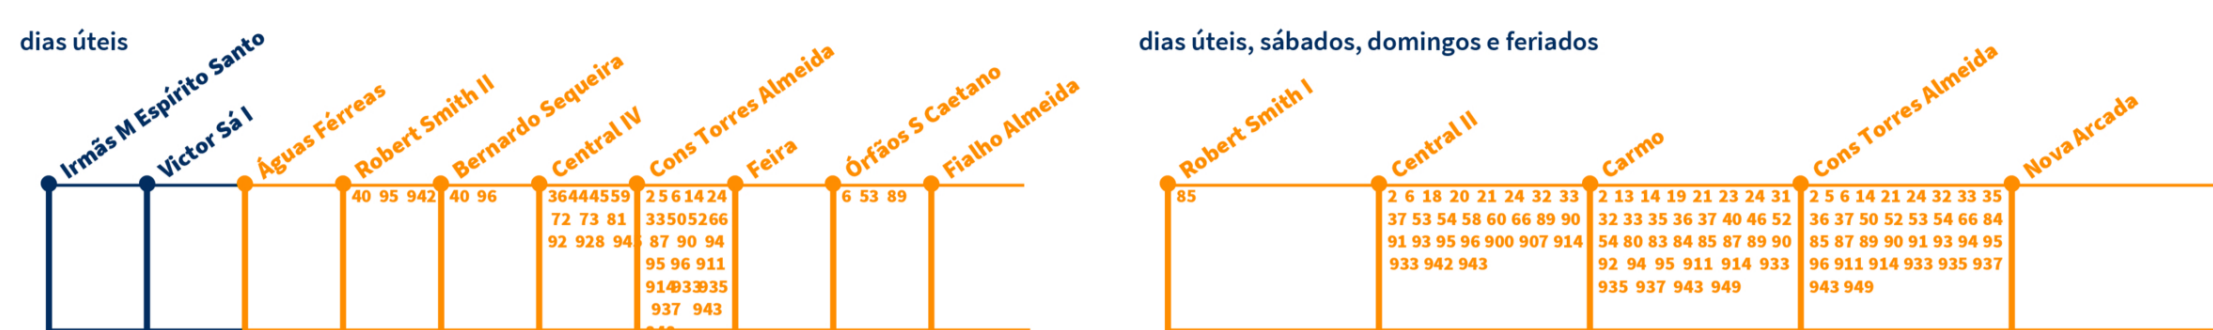 dias úteis
Irmãs M Espírito Santo
Victor Sá I
Águas Férreas
Robert Smith II
40 95 942
Bernardo Sequeira
40 96
Central IV
36 44 45 59
72 73 81
92 928
Cons Torres Almeida
2 5 6 14 24
33 50 52 66
87 90 94
95 96 911
914 933 935
937 943
Feira
Órfãos S Caetano
6 53 89
Fialho Almeida
dias úteis, sábados, domingos e feriados
Robert Smith I
85
Central II
2 6 18 20 21 24 32 33
37 53 54 58 60 66 89 90
91 93 95 96 900 907 914
933 942 943
Carmo
2 13 14 19 21 23 24 31
32 33 35 36 37 40 46 52
54 80 83 84 85 87 89 90
92 94 95 911 914 933
935 937 943 949
Cons Torres Almeida
2 5 6 14 21 24 32 33 35
36 37 50 52 53 54 66 84
85 87 89 90 91 93 94 95
96 911 914 933 935 937
943 949
Nova Arcada